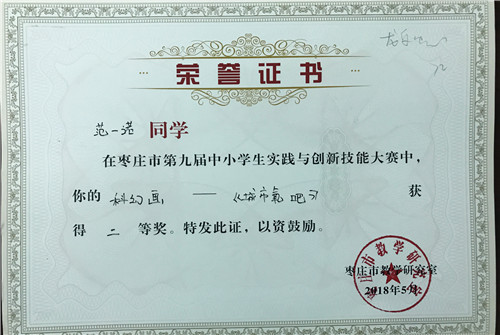 荣誉证书
范一诺 同学
在枣庄市第九届中小学生实践与创新技能大赛中，
你的 科幻画 —— 《城市氧吧》 获
得 二 等奖。特发此证，以资鼓励。
枣庄市教学研究室
2018年5月